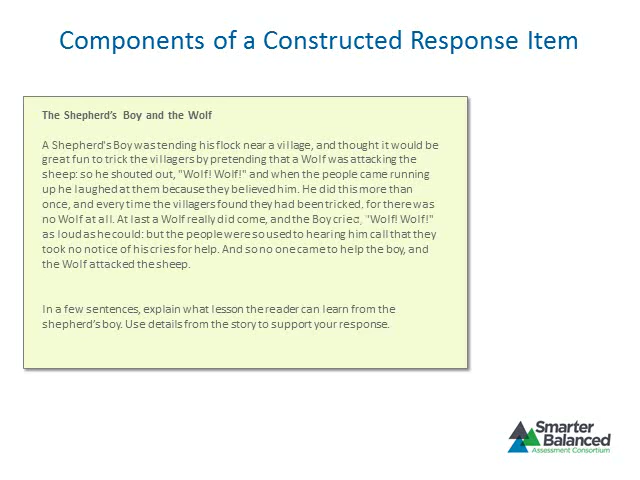 Components of a Constructed Response Item
The Shepherd's Boy and the Wolf
A Shepherd's Boy was tending his flock near a village, and thought it would be
great fun to trick the villagers by pretending that a Wolf was attacking the
sheep: so he shouted out, "Wolf! Wolf!" and when the people came running
up he laughed at them because they believed him. He did this more than
once, and every time the villagers found they had been tricked, for there was
no Wolf at all. At last a Wolf really did come, and the Boy cried, "Wolf! Wolf!"
as loud as he could: but the people were so used to hearing him call that they
took no notice of his cries for help. And so no one came to help the boy, and
the Wolf attacked the sheep.
In a few sentences, explain what lesson the reader can learn from the
shepherd's boy. Use details from the story to support your response.
Smarter
Balanced
Assessment Consortium